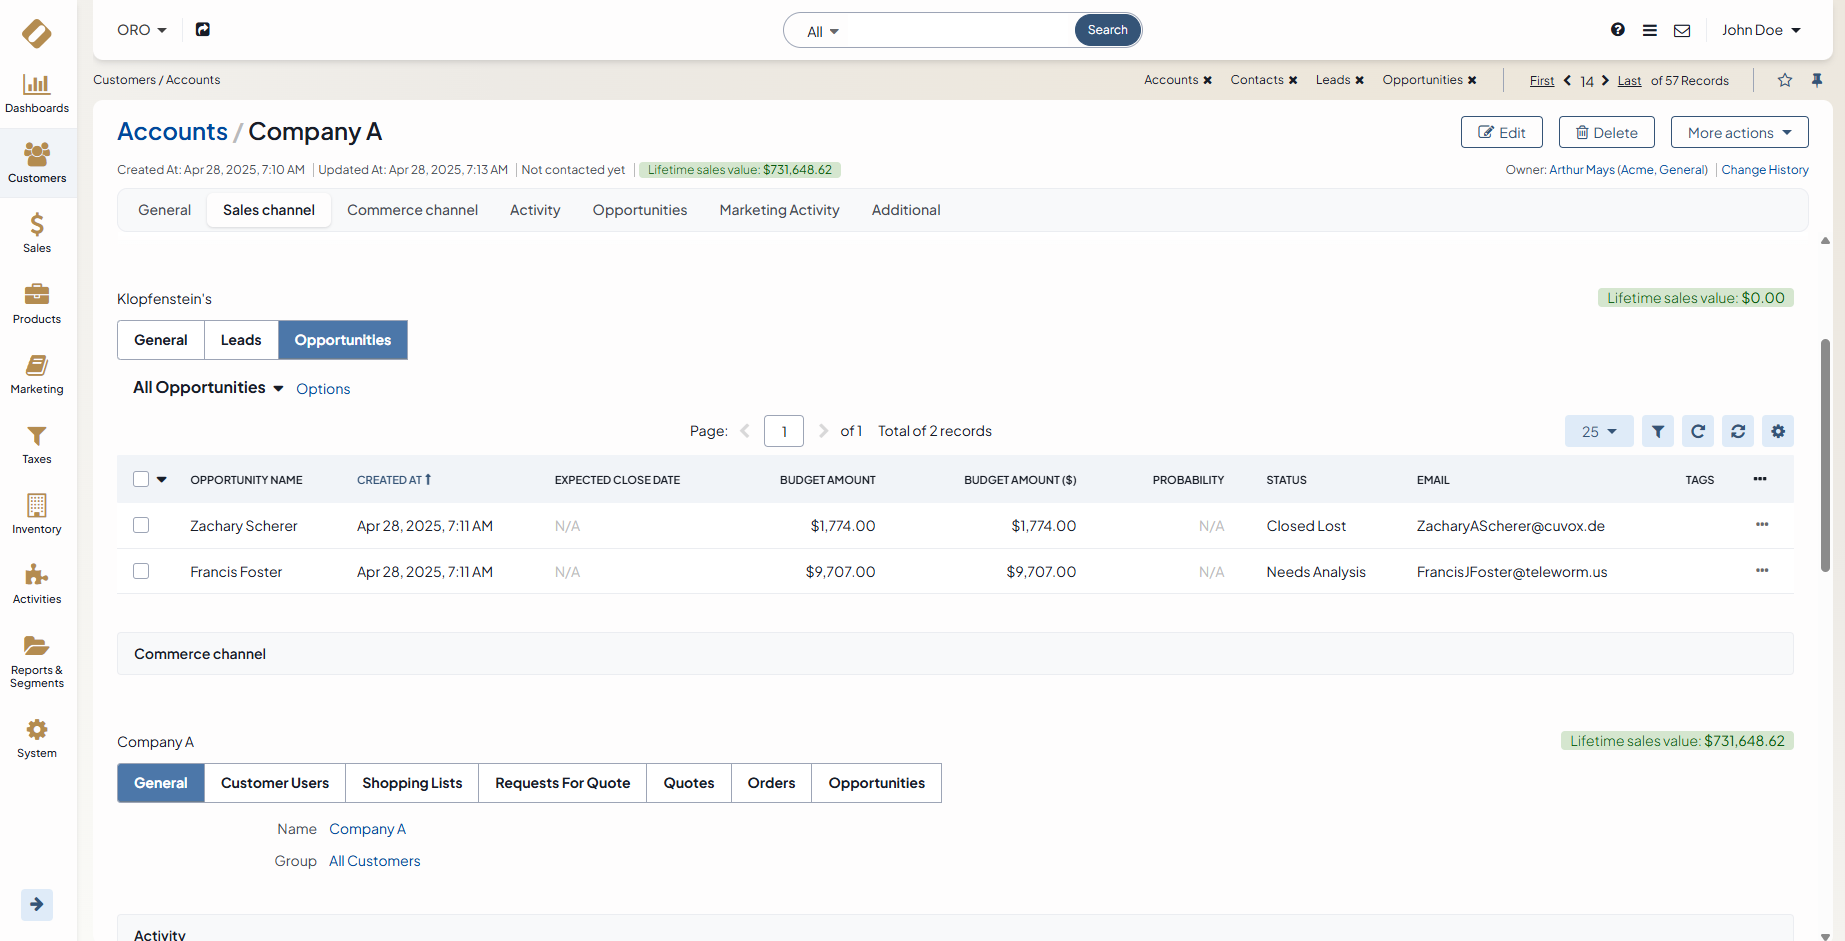 ORO
All
Search
John Doe
Dashboards
Customers
Sales
Products
Marketing
Taxes
Inventory
Activities
Reports &
Segments
System
Customers / Accounts
Accounts
Contacts
Leads
Opportunities
First 14 Last of 57 Records
Accounts / Company A
Edit
Delete
More actions
Created At: Apr 28, 2025, 7:10 AM Updated At: Apr 28, 2025, 7:13 AM Not contacted yet Lifetime sales value: $731,648.62
Owner: Arthur Mays (Acme, General) Change History
General Sales channel Commerce channel Activity Opportunities Marketing Activity Additional
Klopfenstein's
Lifetime sales value: $0.00
General Leads Opportunities
All Opportunities Options
Page: 1 of 1 Total of 2 records
25
OPPORTUNITY NAME CREATED AT EXPECTED CLOSE DATE BUDGET AMOUNT BUDGET AMOUNT ($) PROBABILITY STATUS EMAIL TAGS
Zachary Scherer Apr 28, 2025, 7:11 AM N/A $1,774.00 $1,774.00 N/A Closed Lost ZacharyAScherer@cuvox.de
Francis Foster Apr 28, 2025, 7:11 AM N/A $9,707.00 $9,707.00 N/A Needs Analysis FrancisJFoster@teleworm.us
Commerce channel
Company A
Lifetime sales value: $731,648.62
General Customer Users Shopping Lists Requests For Quote Quotes Orders Opportunities
Name Company A
Group All Customers
Activity